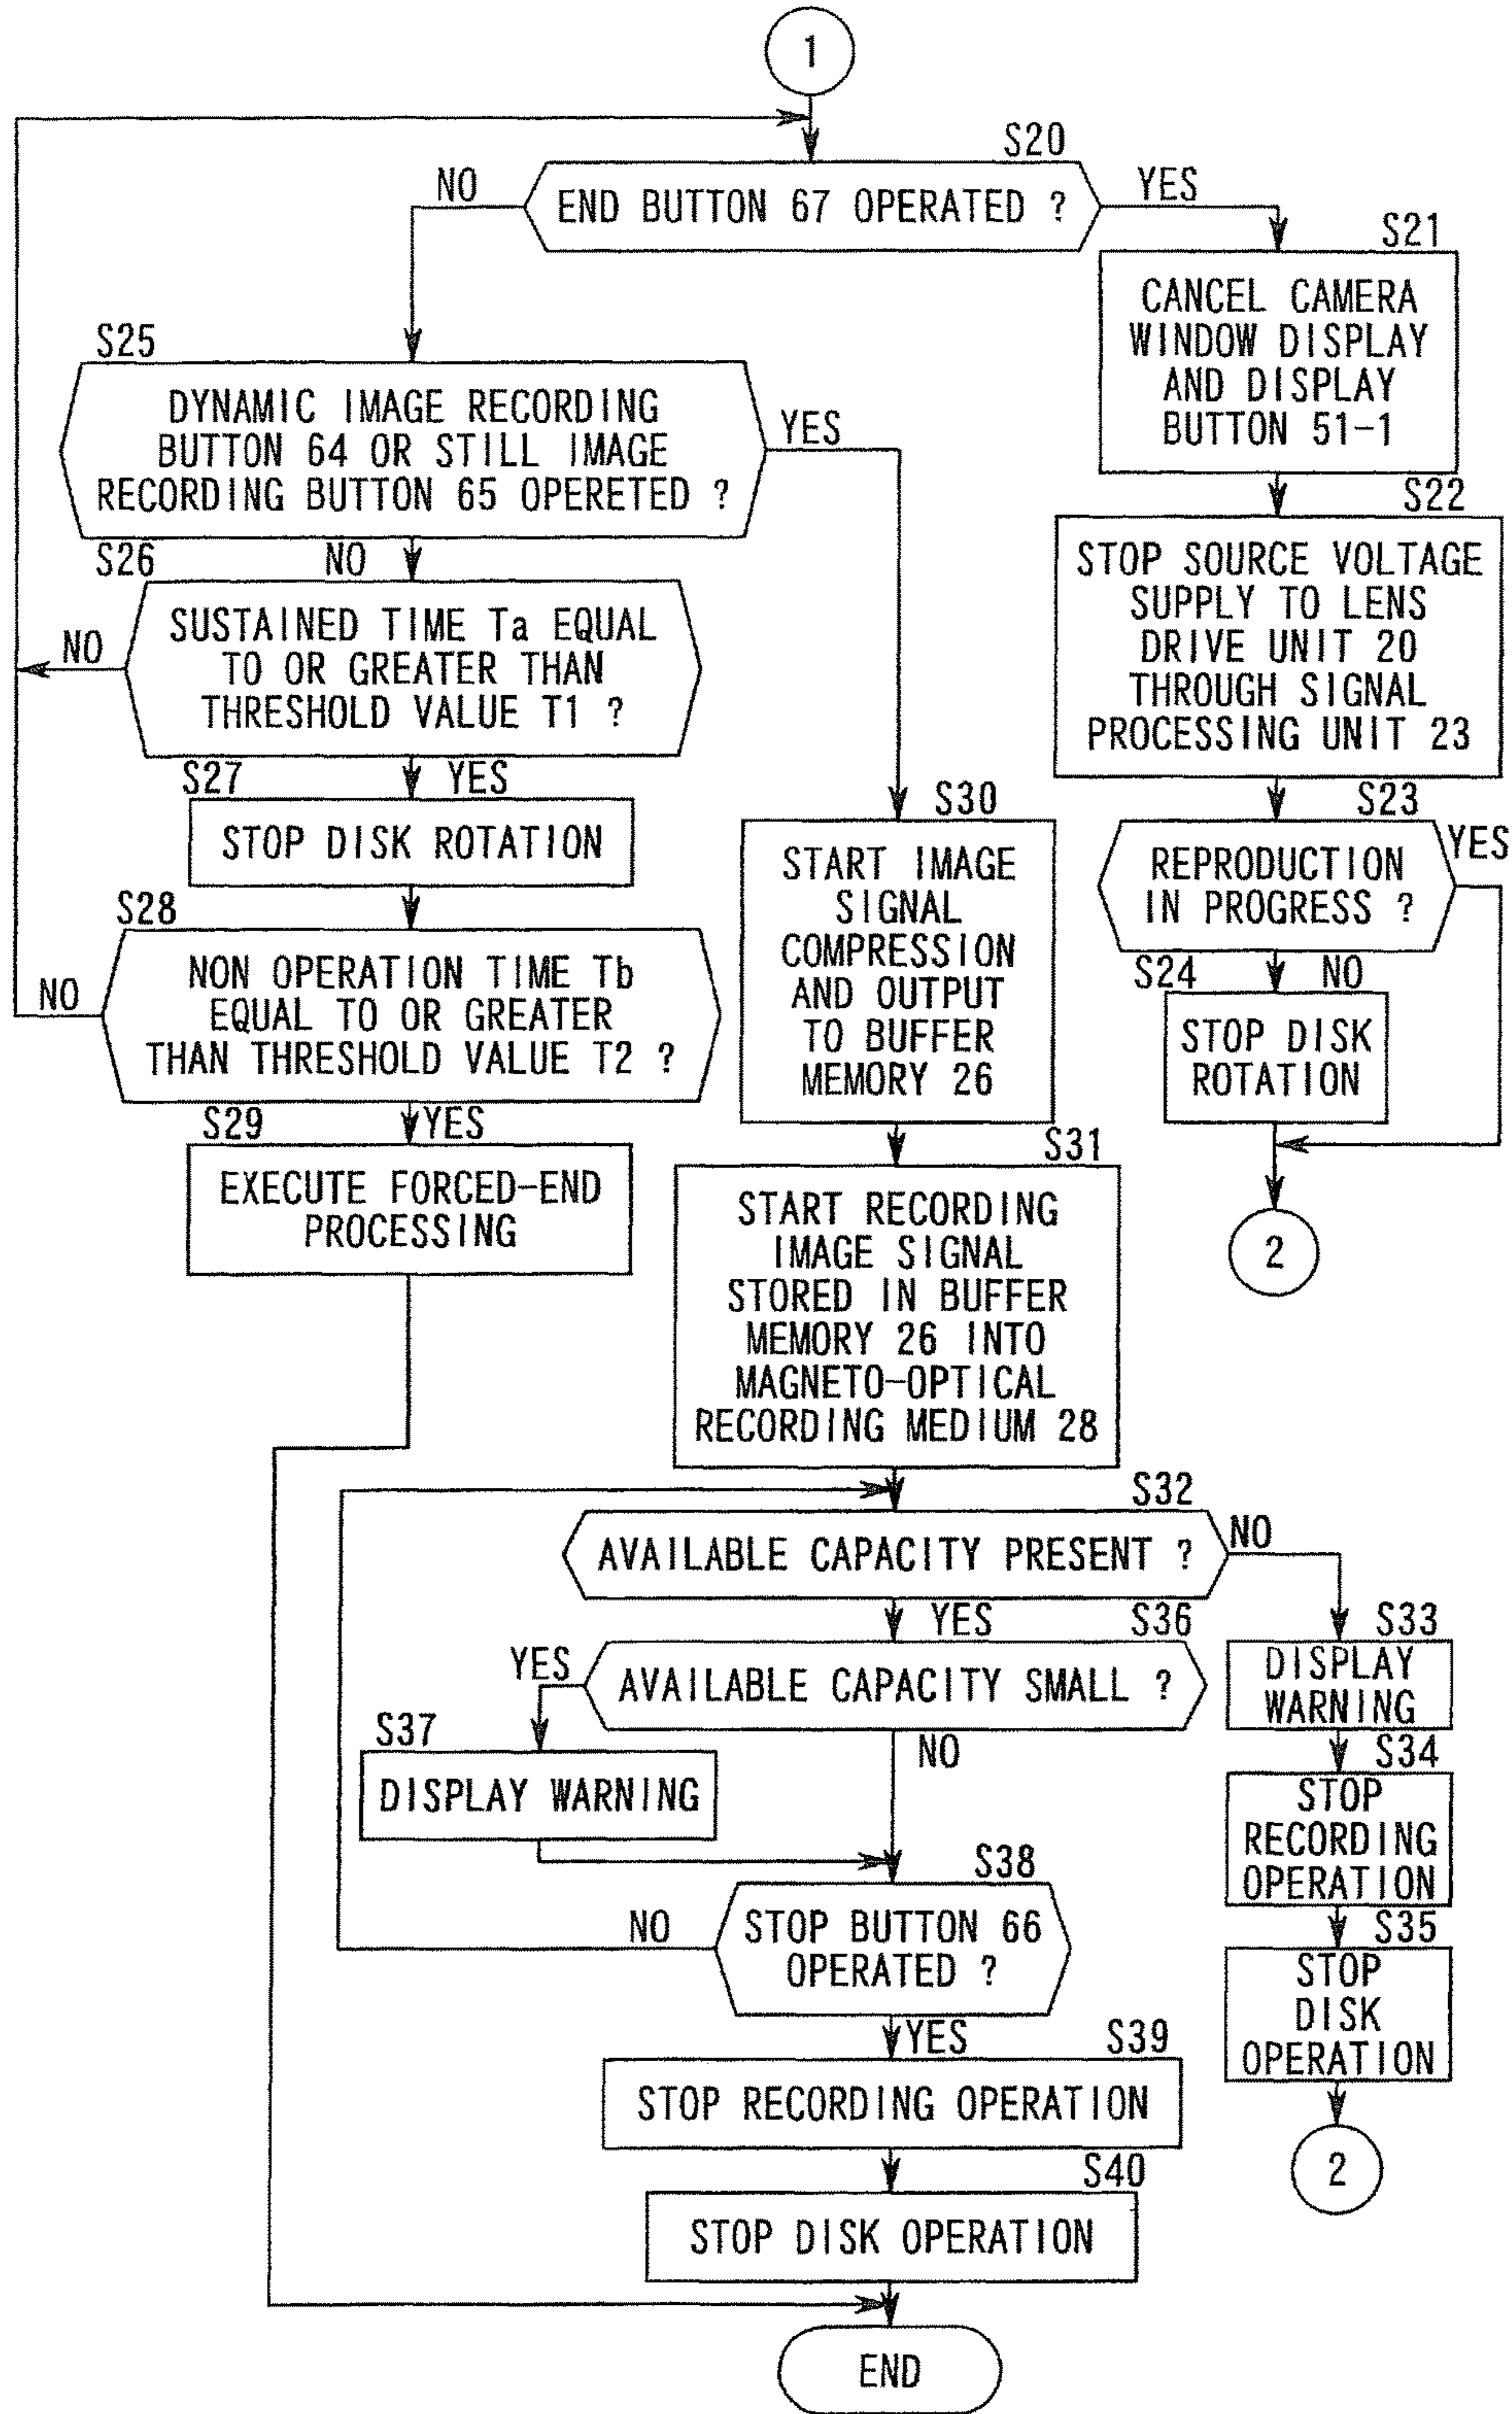 1
S20
END BUTTON 67 OPERATED ?
NO
YES
S21
CANCEL CAMERA
WINDOW DISPLAY
AND DISPLAY
BUTTON 51-1
S22
STOP SOURCE VOLTAGE
SUPPLY TO LENS
DRIVE UNIT 20
THROUGH SIGNAL
PROCESSING UNIT 23
S23
REPRODUCTION
IN PROGRESS ?
YES
NO
S24
STOP DISK
ROTATION
2
S25
DYNAMIC IMAGE RECORDING
BUTTON 64 OR STILL IMAGE
RECORDING BUTTON 65 OPERETED ?
YES
NO
S26
SUSTAINED TIME Ta EQUAL
TO OR GREATER THAN
THRESHOLD VALUE T1 ?
NO
YES
S27
STOP DISK ROTATION
S28
NON OPERATION TIME Tb
EQUAL TO OR GREATER
THAN THRESHOLD VALUE T2 ?
NO
YES
S29
EXECUTE FORCED-END
PROCESSING
S30
START IMAGE
SIGNAL
COMPRESSION
AND OUTPUT
TO BUFFER
MEMORY 26
S31
START RECORDING
IMAGE SIGNAL
STORED IN BUFFER
MEMORY 26 INTO
MAGNETO-OPTICAL
RECORDING MEDIUM 28
S32
AVAILABLE CAPACITY PRESENT ?
NO
YES
S33
DISPLAY
WARNING
S34
STOP
RECORDING
OPERATION
S35
STOP
DISK
OPERATION
2
S36
AVAILABLE CAPACITY SMALL ?
YES
NO
S37
DISPLAY WARNING
S38
STOP BUTTON 66
OPERATED ?
NO
YES
S39
STOP RECORDING OPERATION
S40
STOP DISK OPERATION
END